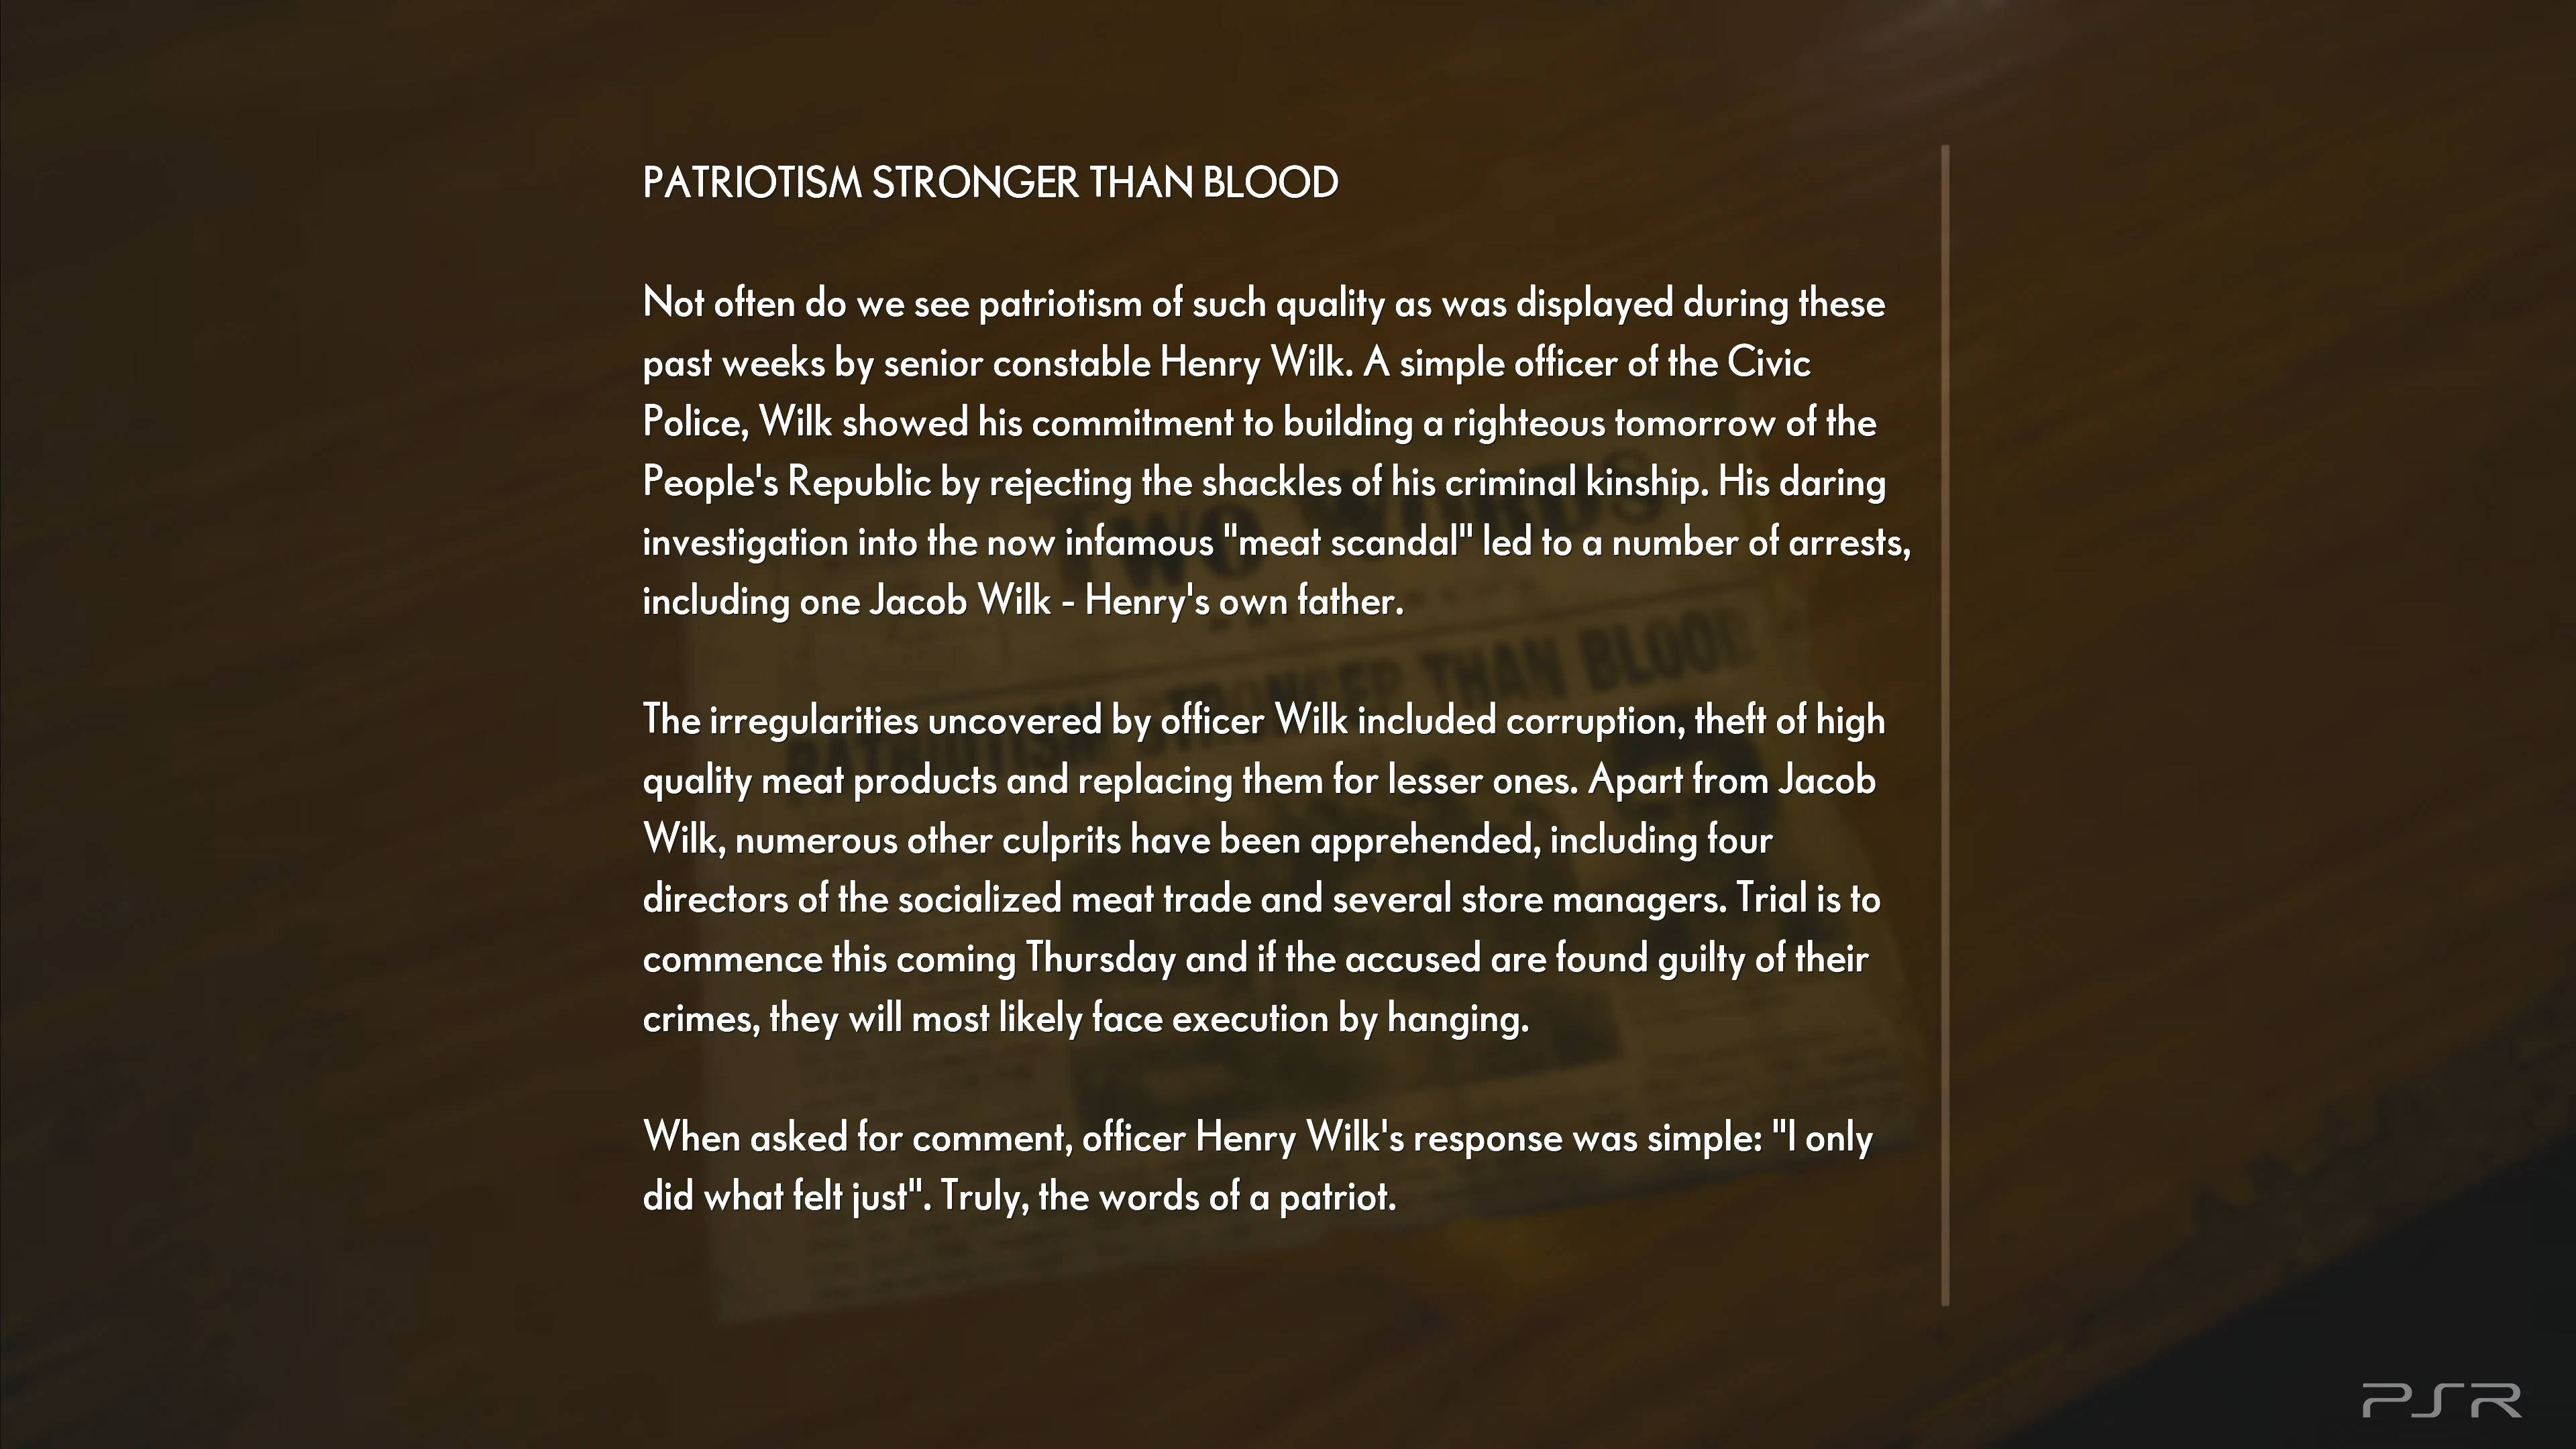 PATRIOTISM STRONGER THAN BLOOD
Not often do we see patriotism of such quality as was displayed during these
past weeks by senior constable Henry Wilk. A simple officer of the Civic
Police, Wilk showed his commitment to building a righteous tomorrow of the
People's Republic by rejecting the shackles of his criminal kinship. His daring
investigation into the now infamous "meat scandal" led to a number of arrests,
including one Jacob Wilk - Henry's own father.
The irregularities uncovered by officer Wilk included corruption, theft of high
quality meat products and replacing them for lesser ones. Apart from Jacob
Wilk, numerous other culprits have been apprehended, including four
directors of the socialized meat trade and several store managers. Trial is to
commence this coming Thursday and if the accused are found guilty of their
crimes, they will most likely face execution by hanging.
When asked for comment, officer Henry Wilk's response was simple: "I only
did what felt just". Truly, the words of a patriot.
TWO WORDS
PATRIOTISM STRONGER THAN BLOOD
PSR